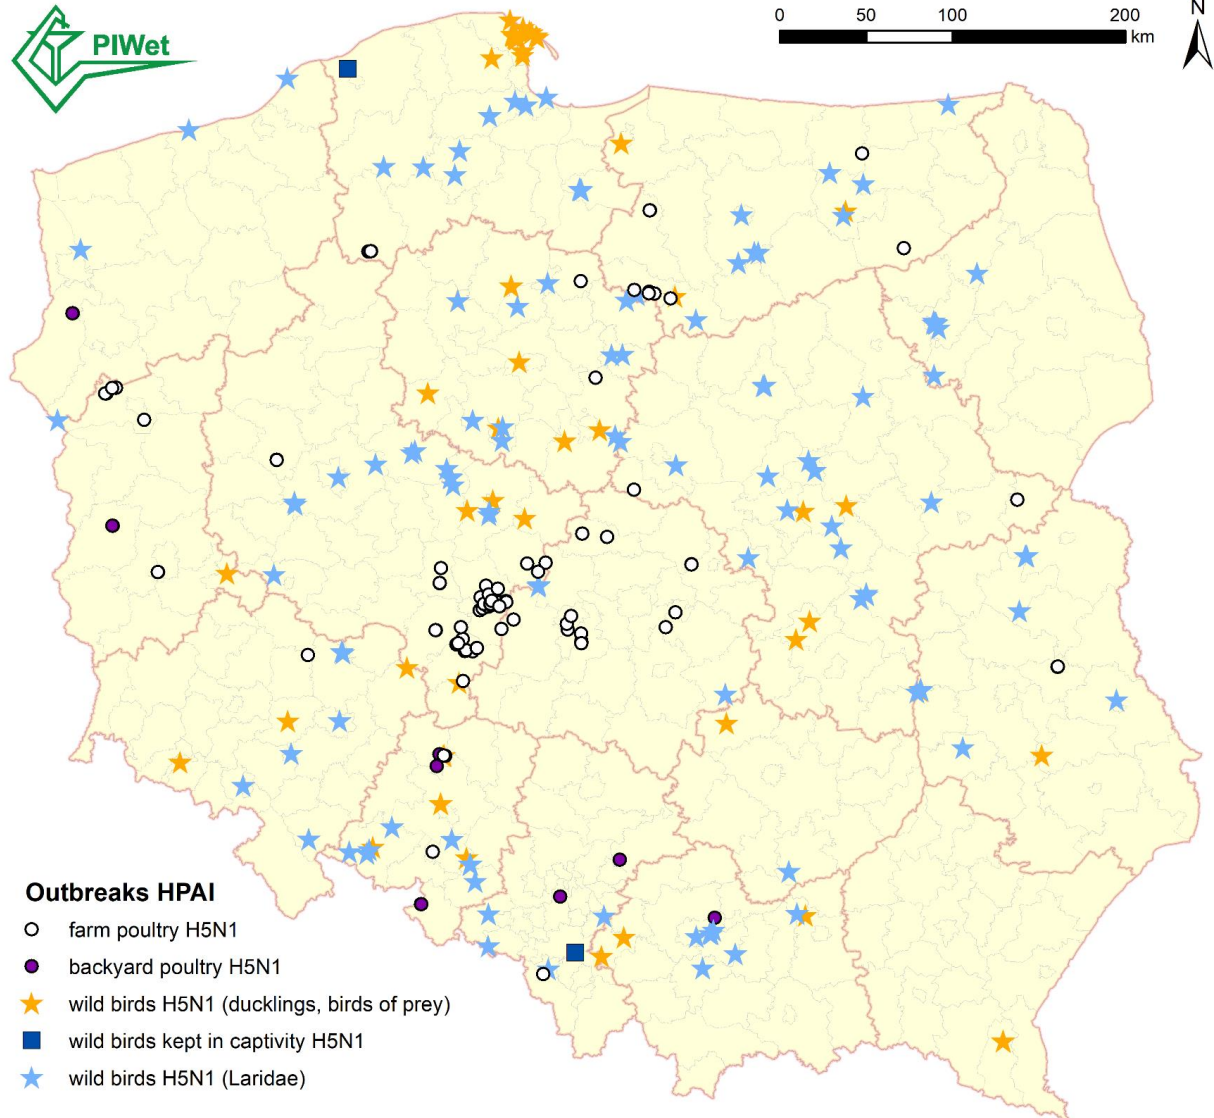 PIWet
0 50 100 200
km
N
Outbreaks HPAI
farm poultry H5N1
backyard poultry H5N1
wild birds H5N1 (ducklings, birds of prey)
wild birds kept in captivity H5N1
wild birds H5N1 (Laridae)